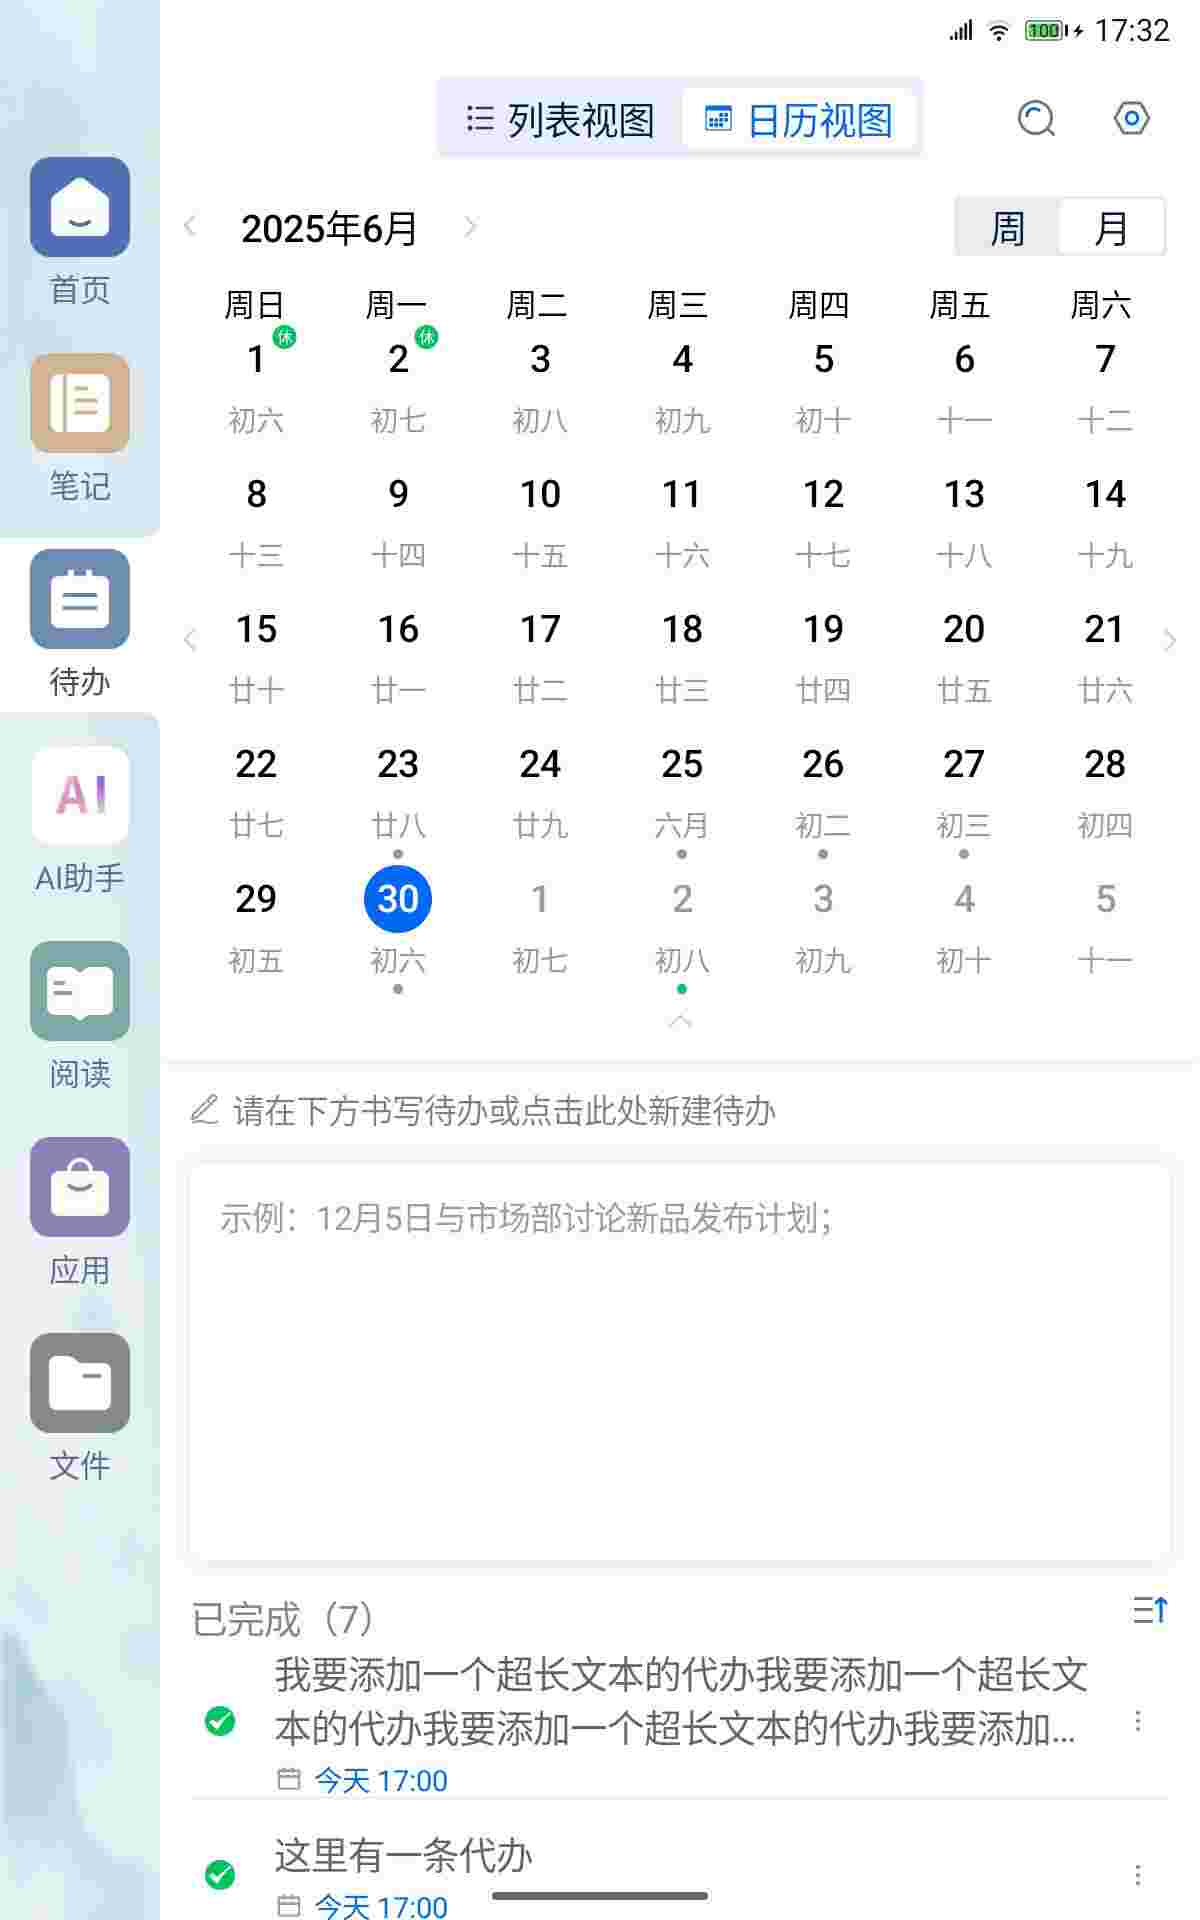 100 17:32
列表视图 日历视图
2025年6月 周 月
周日 周一 周二 周三 周四 周五 周六
1 休 2 休 3 4 5 6 7
初六 初七 初八 初九 初十 十一 十二
8 9 10 11 12 13 14
十三 十四 十五 十六 十七 十八 十九
15 16 17 18 19 20 21
廿十 廿一 廿二 廿三 廿四 廿五 廿六
22 23 24 25 26 27 28
廿七 廿八 廿九 六月 初二 初三 初四
29 30 1 2 3 4 5
初五 初六 初七 初八 初九 初十 十一
首页
笔记
待办
AI
AI助手
阅读
应用
文件
请在下方书写待办或点击此处新建待办
示例：12月5日与市场部讨论新品发布计划；
已完成（7）
我要添加一个超长文本的代办我要添加一个超长文
本的代办我要添加一个超长文本的代办我要添加...
今天 17:00
这里有一条代办
今天 17:00